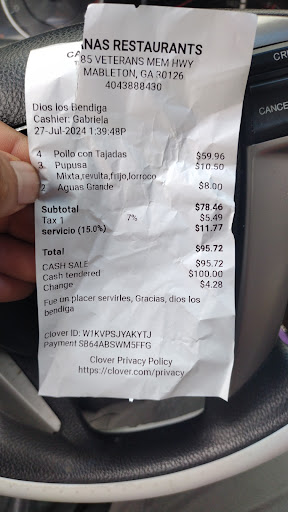 CA
ANAS RESTAURANTS
85 VETERANS MEM HWY
MABLETON, GA 30126
4043888430
Dios los Bendiga
Cashier: Gabriela
27-Jul-2024 1:39:48P
4 Pollo con Tajadas $59.96
3 Pupusa $10.50
Mixta,revulta,frijo,lorroco
2 Aguas Grande $8.00
Subtotal $78.46
Tax 1 7% $5.49
servicio (15.0%) $11.77
Total $95.72
CASH SALE $95.72
Cash tendered $100.00
Change $4.28
Fue un placer servirles, Gracias, dios los
bendiga
Clover ID: W1KVPSJYAKYTJ
Payment S864ABSWM5FFG
Clover Privacy Policy
https://clover.com/privacy
CANCE